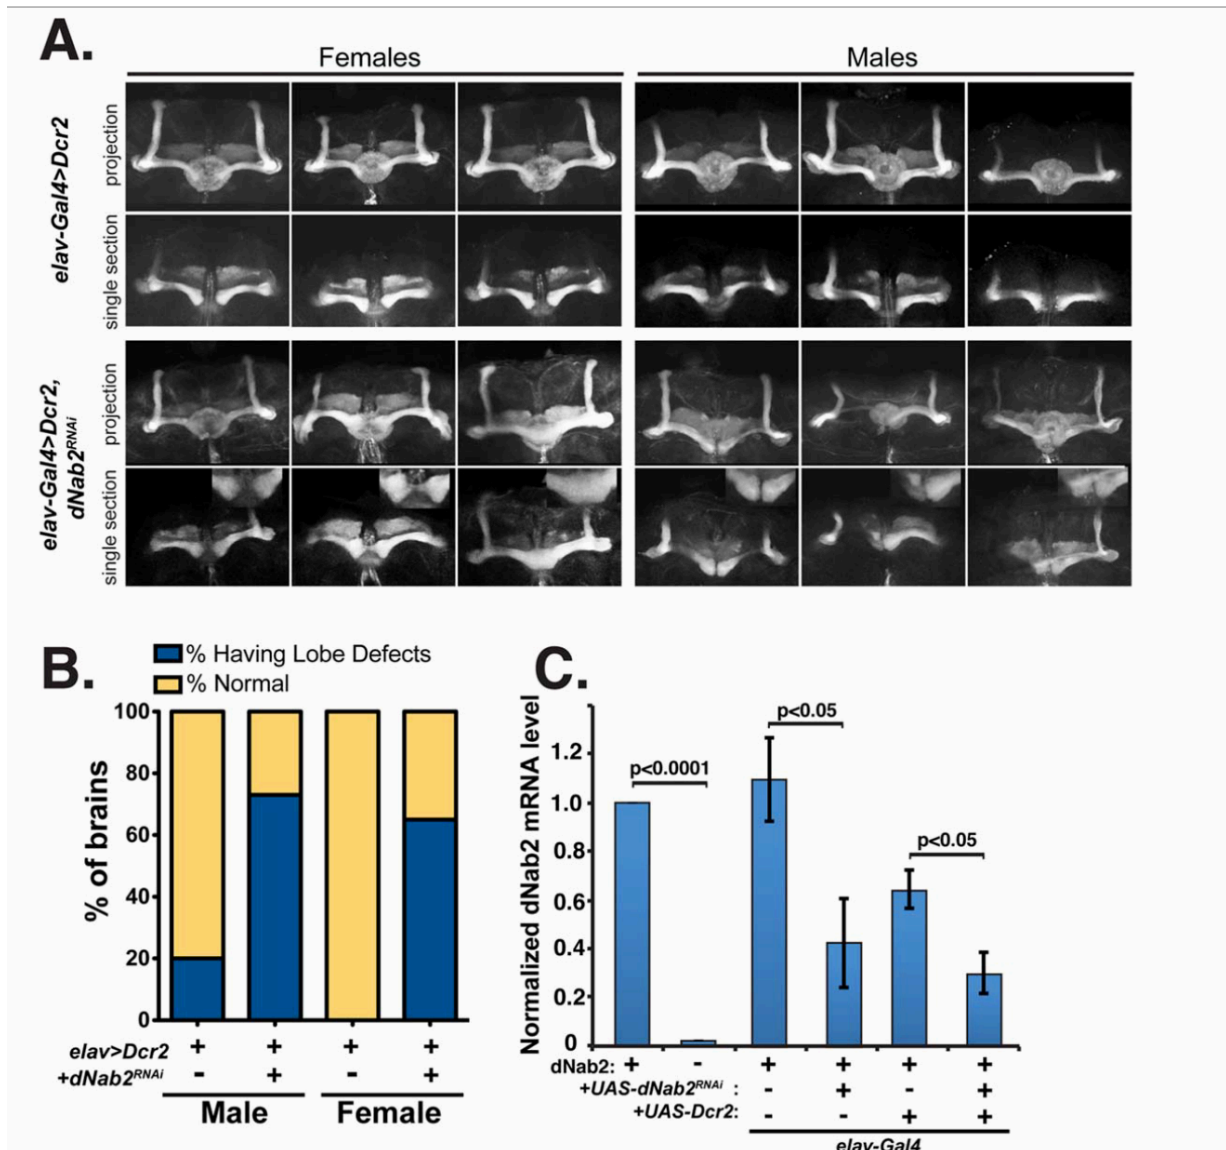 A.
Females
Males
elav-Gal4>Dcr2
projection
single section
elav-Gal4>Dcr2,
dNab2RNAi
projection
single section
B.
% Having Lobe Defects
% Normal
% of brains
100
80
60
40
20
0
elav>Dcr2 + + + +
+dNab2RNAi - + - +
Male Female
C.
Normalized dNab2 mRNA level
1.2
1.0
0.8
0.6
0.4
0.2
0
p<0.0001
p<0.05
p<0.05
dNab2: + - + + + +
+UAS-dNab2RNAi : - + - +
+UAS-Dcr2: - - + +
elav-Gal4